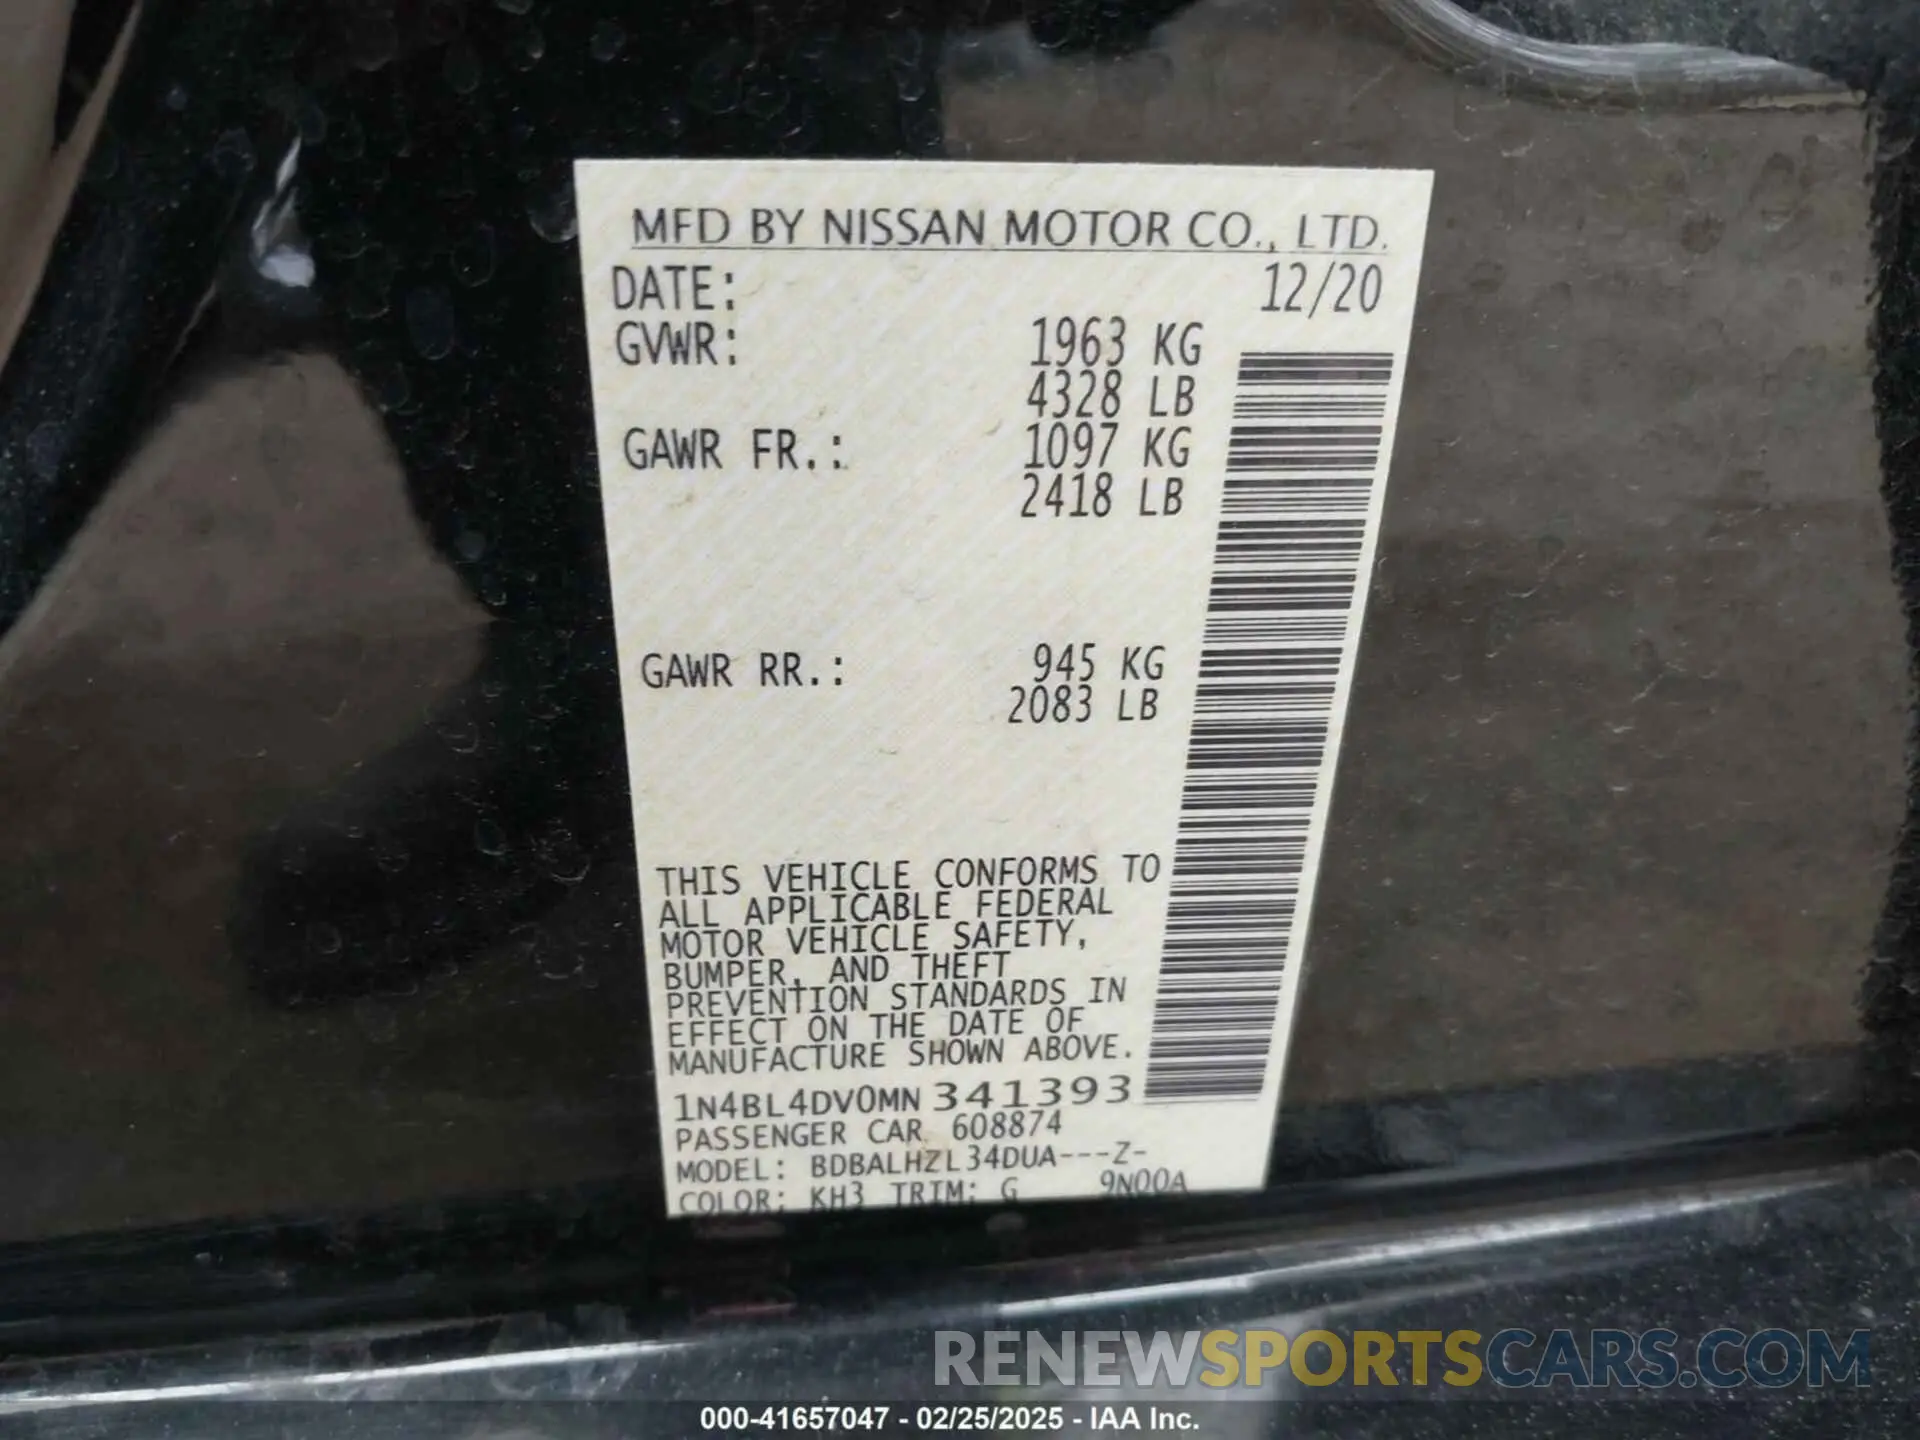 MFD BY NISSAN MOTOR CO., LTD.
DATE: 12/20
GVWR: 1963 KG
4328 LB
GAWR FR.: 1097 KG
2418 LB
GAWR RR.: 945 KG
2083 LB
THIS VEHICLE CONFORMS TO
ALL APPLICABLE FEDERAL
MOTOR VEHICLE SAFETY,
BUMPER, AND THEFT
PREVENTION STANDARDS IN
EFFECT ON THE DATE OF
MANUFACTURE SHOWN ABOVE.
1N4BL4DV0MN341393
PASSENGER CAR 608874
MODEL: BDBALHZL34DUA---Z-
COLOR: KH3 TRIM: G 9N00A
RENEWSPORTSCARS.COM
000-41657047 - 02/25/2025 - IAA Inc.